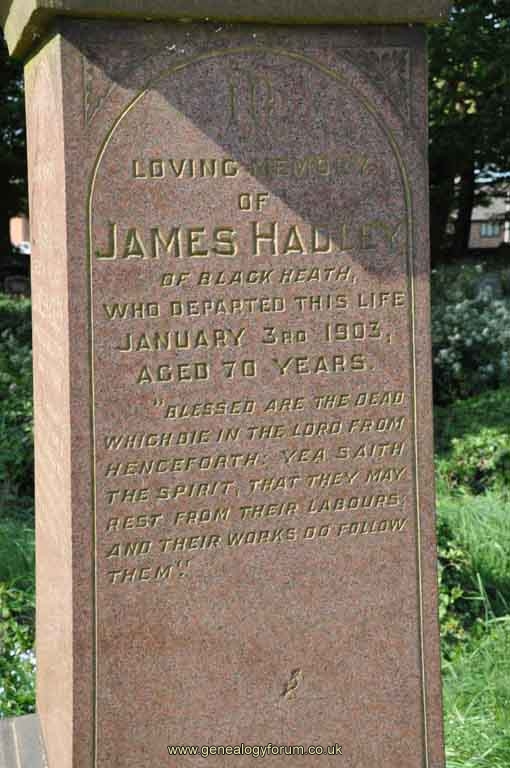 IN
LOVING MEMORY
OF
JAMES HADLEY
OF BLACK HEATH,
WHO DEPARTED THIS LIFE
JANUARY 3RD 1903,
AGED 70 YEARS.
"BLESSED ARE THE DEAD
WHICH DIE IN THE LORD FROM
HENCEFORTH: YEA SAITH
THE SPIRIT, THAT THEY MAY
REST FROM THEIR LABOURS;
AND THEIR WORKS DO FOLLOW
THEM".
www.genealogyforum.co.uk